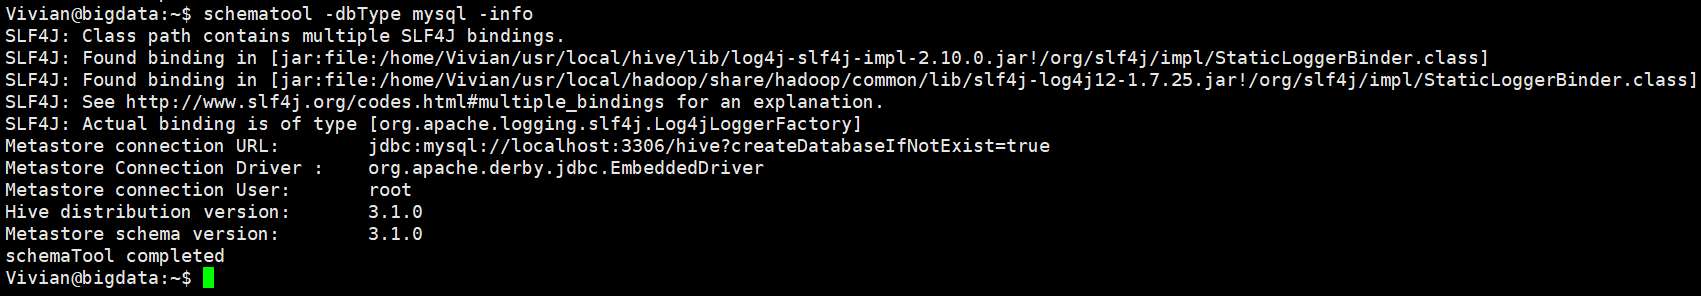 Vivian@bigdata:~$ schematool -dbType mysql -info
SLF4J: Class path contains multiple SLF4J bindings.
SLF4J: Found binding in [jar:file:/home/Vivian/usr/local/hive/lib/log4j-slf4j-impl-2.10.0.jar!/org/slf4j/impl/StaticLoggerBinder.class]
SLF4J: Found binding in [jar:file:/home/Vivian/usr/local/hadoop/share/hadoop/common/lib/slf4j-log4j12-1.7.25.jar!/org/slf4j/impl/StaticLoggerBinder.class]
SLF4J: See http://www.slf4j.org/codes.html#multiple_bindings for an explanation.
SLF4J: Actual binding is of type [org.apache.logging.slf4j.Log4jLoggerFactory]
Metastore connection URL:        jdbc:mysql://localhost:3306/hive?createDatabaseIfNotExist=true
Metastore Connection Driver :    org.apache.derby.jdbc.EmbeddedDriver
Metastore connection User:       root
Hive distribution version:       3.1.0
Metastore schema version:        3.1.0
schemaTool completed
Vivian@bigdata:~$